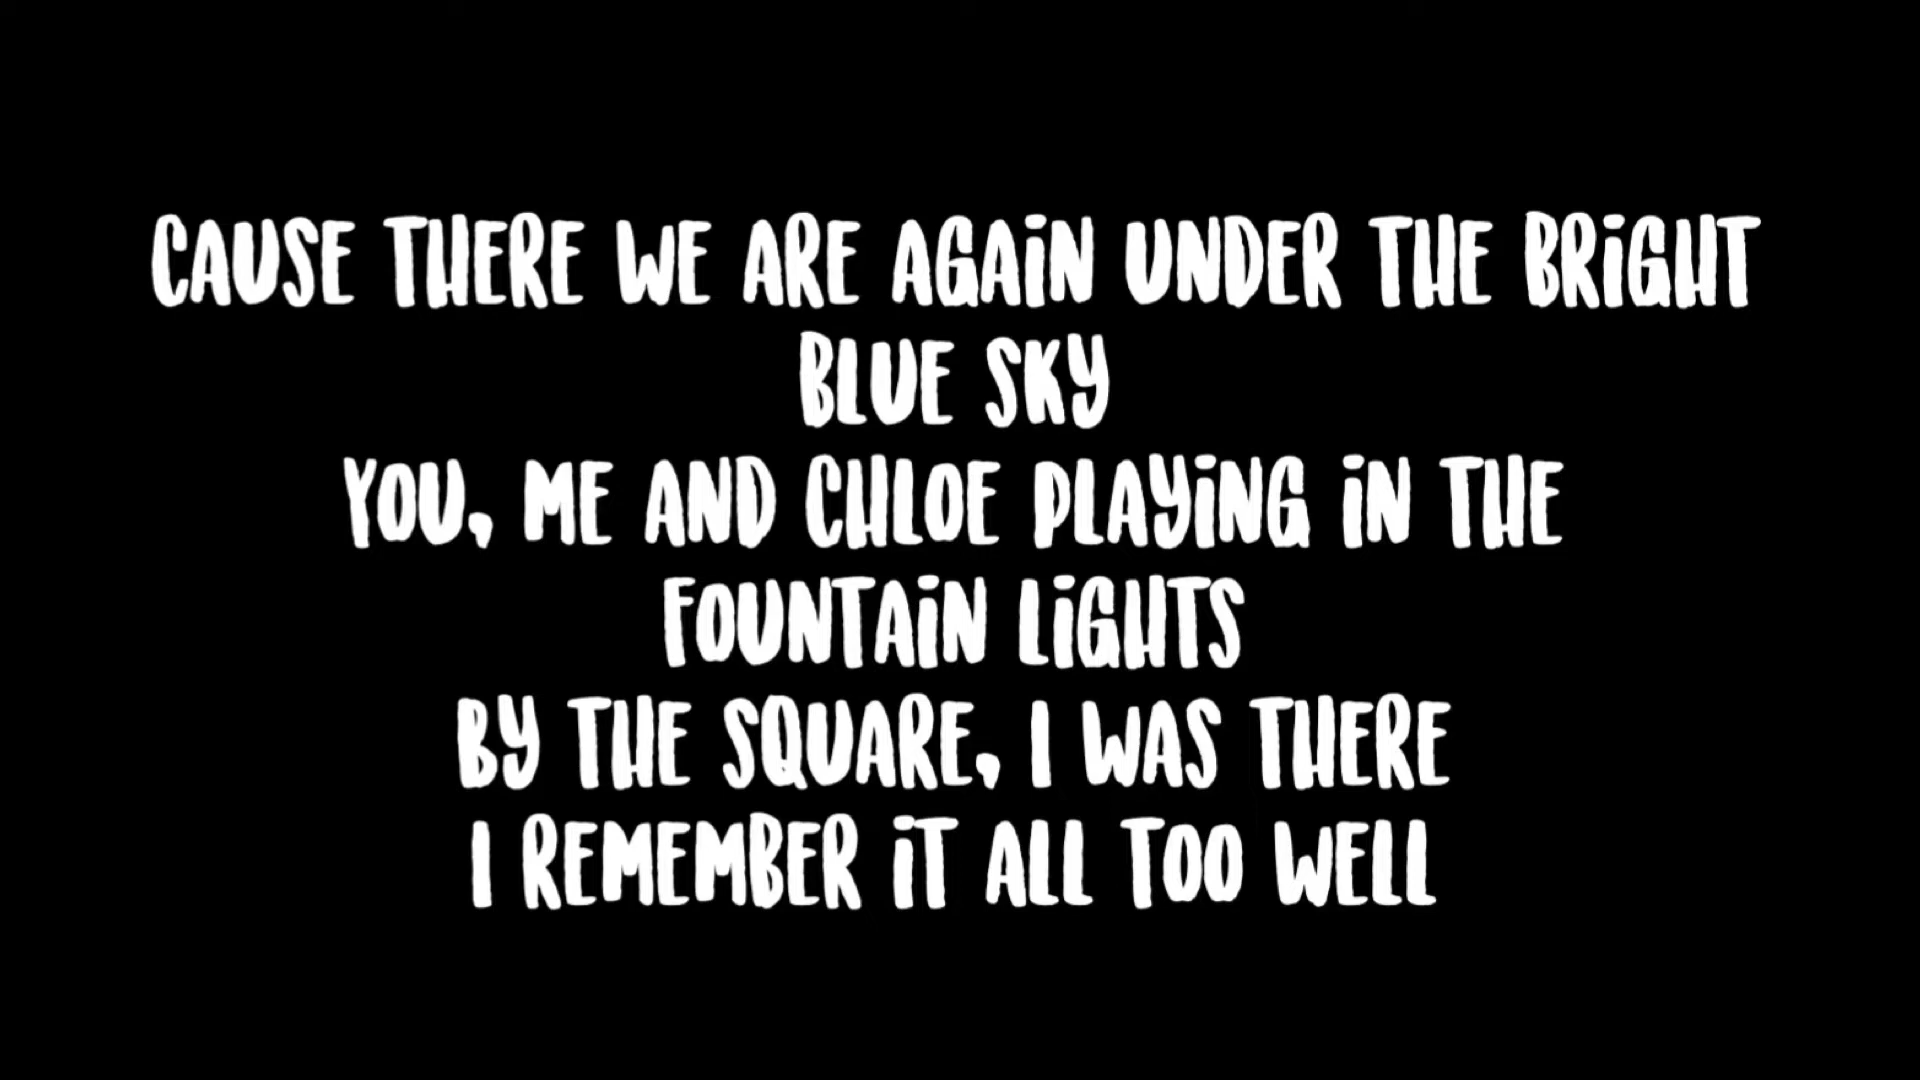 CAUSE THERE WE ARE AGAIN UNDER THE BRIGHT
BLUE SKY
YOU, ME AND CHLOE PLAYING IN THE
FOUNTAIN LIGHTS
BY THE SQUARE, I WAS THERE
I REMEMBER IT ALL TOO WELL